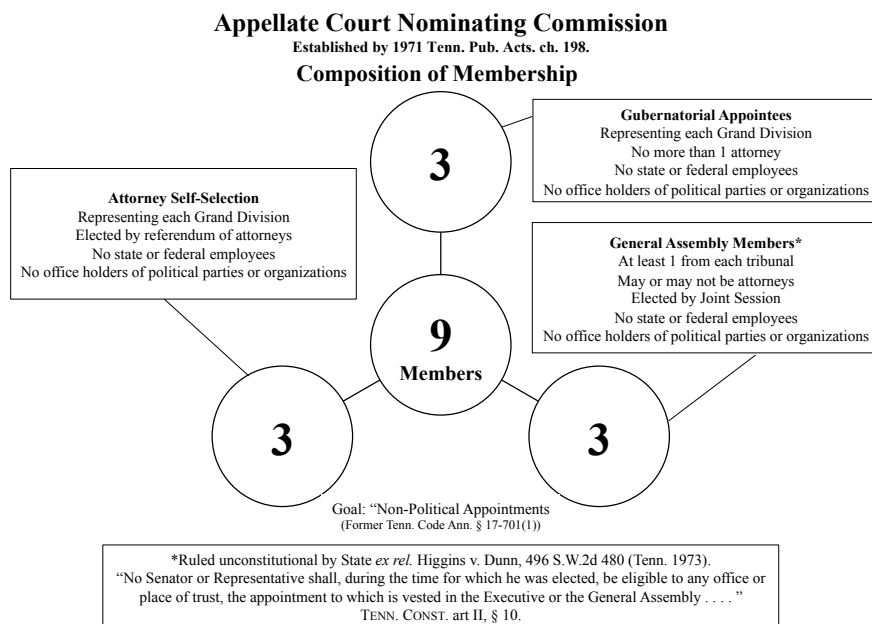 Appellate Court Nominating Commission
Established by 1971 Tenn. Pub. Acts. ch. 198.
Composition of Membership
3
Gubernatorial Appointees
Representing each Grand Division
No more than 1 attorney
No state or federal employees
No office holders of political parties or organizations
Attorney Self-Selection
Representing each Grand Division
Elected by referendum of attorneys
No state or federal employees
No office holders of political parties or organizations
General Assembly Members*
At least 1 from each tribunal
May or may not be attorneys
Elected by Joint Session
No state or federal employees
No office holders of political parties or organizations
9
Members
3
3
Goal: “Non-Political Appointments
(Former Tenn. Code Ann. § 17-701(1))
*Ruled unconstitutional by State ex rel. Higgins v. Dunn, 496 S.W.2d 480 (Tenn. 1973).
“No Senator or Representative shall, during the time for which he was elected, be eligible to any office or
place of trust, the appointment to which is vested in the Executive or the General Assembly . . . . ”
TENN. CONST. art II, § 10.